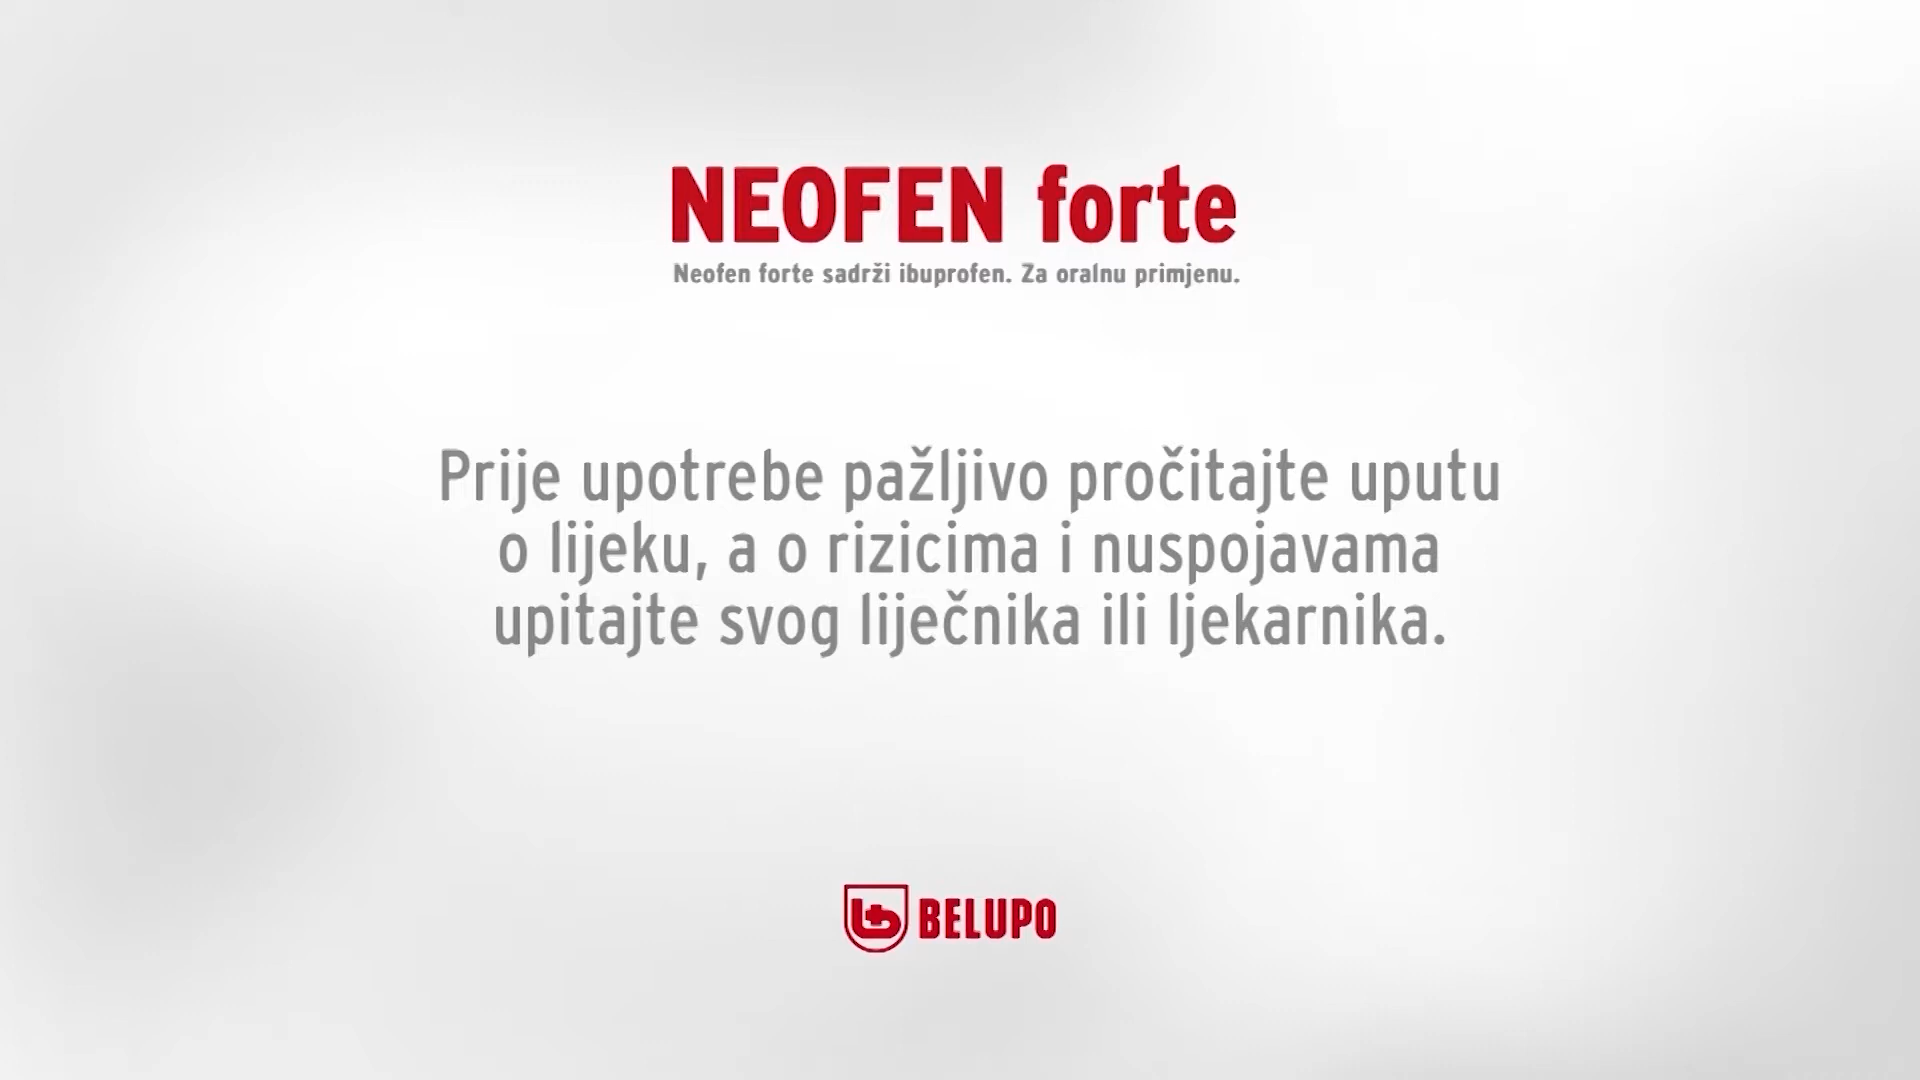 NEOFEN forte
Neofen forte sadrži ibuprofen. Za oralnu primjenu.
Prije upotrebe pažljivo pročitajte uputu
o lijeku, a o rizicima i nuspojavama
upitajte svog liječnika ili ljekarnika.
BELUPO